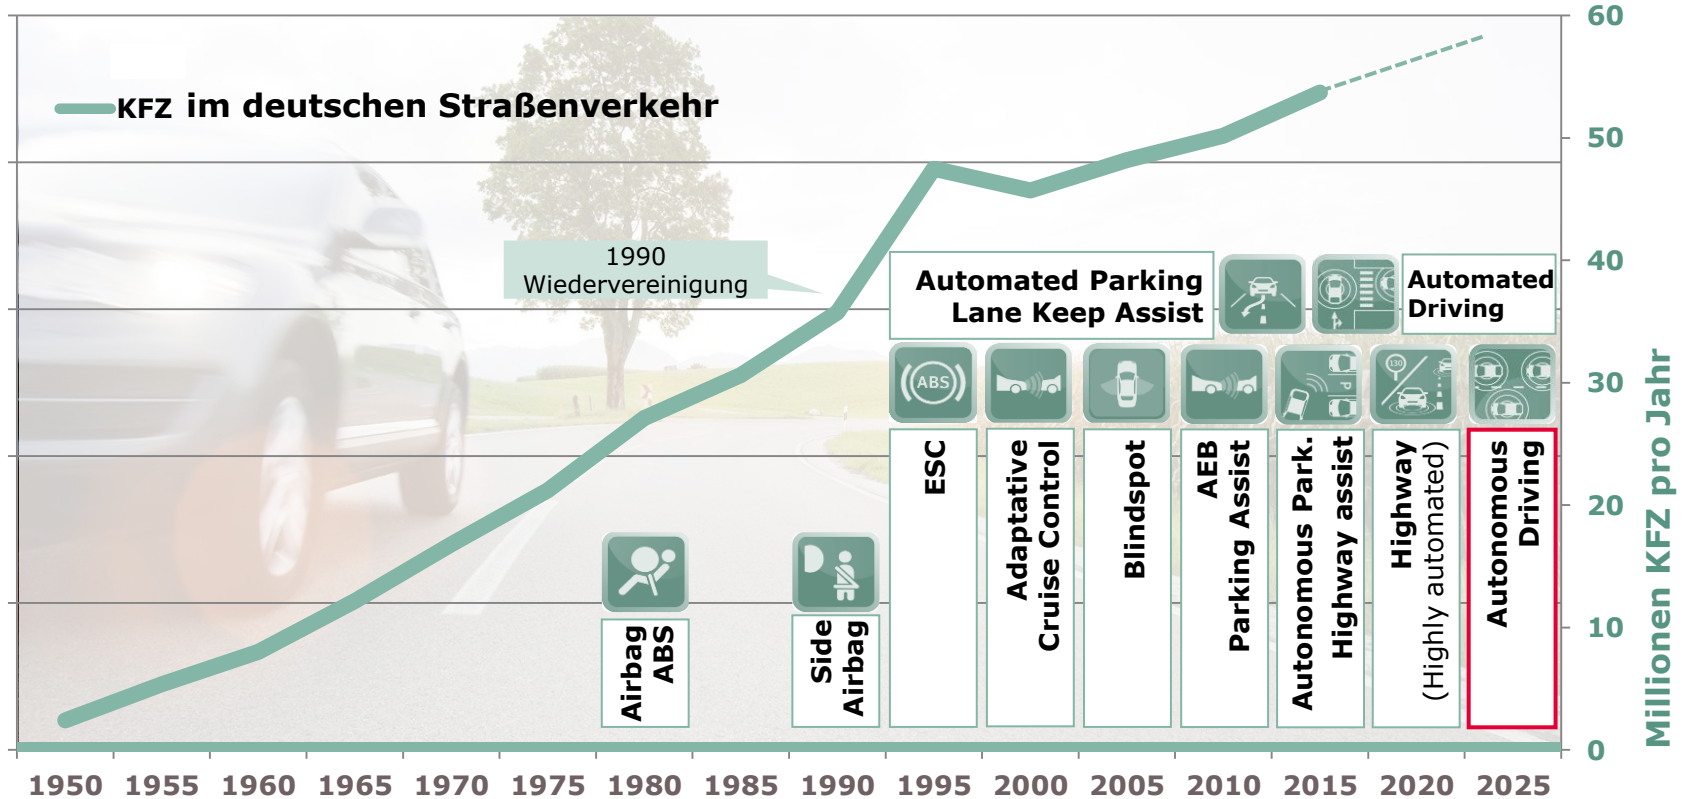 KFZ im deutschen Straßenverkehr
1990
Wiedervereinigung
Automated Parking
Lane Keep Assist
Automated
Driving
ABS
130
P
ESC
Adaptative
Cruise Control
Blindspot
AEB
Parking Assist
Autonomous Park.
Highway assist
Highway
(Highly automated)
Autonomous
Driving
Airbag
ABS
Side
Airbag
60
50
40
30
20
10
0
Millionen KFZ pro Jahr
1950 1955 1960 1965 1970 1975 1980 1985 1990 1995 2000 2005 2010 2015 2020 2025